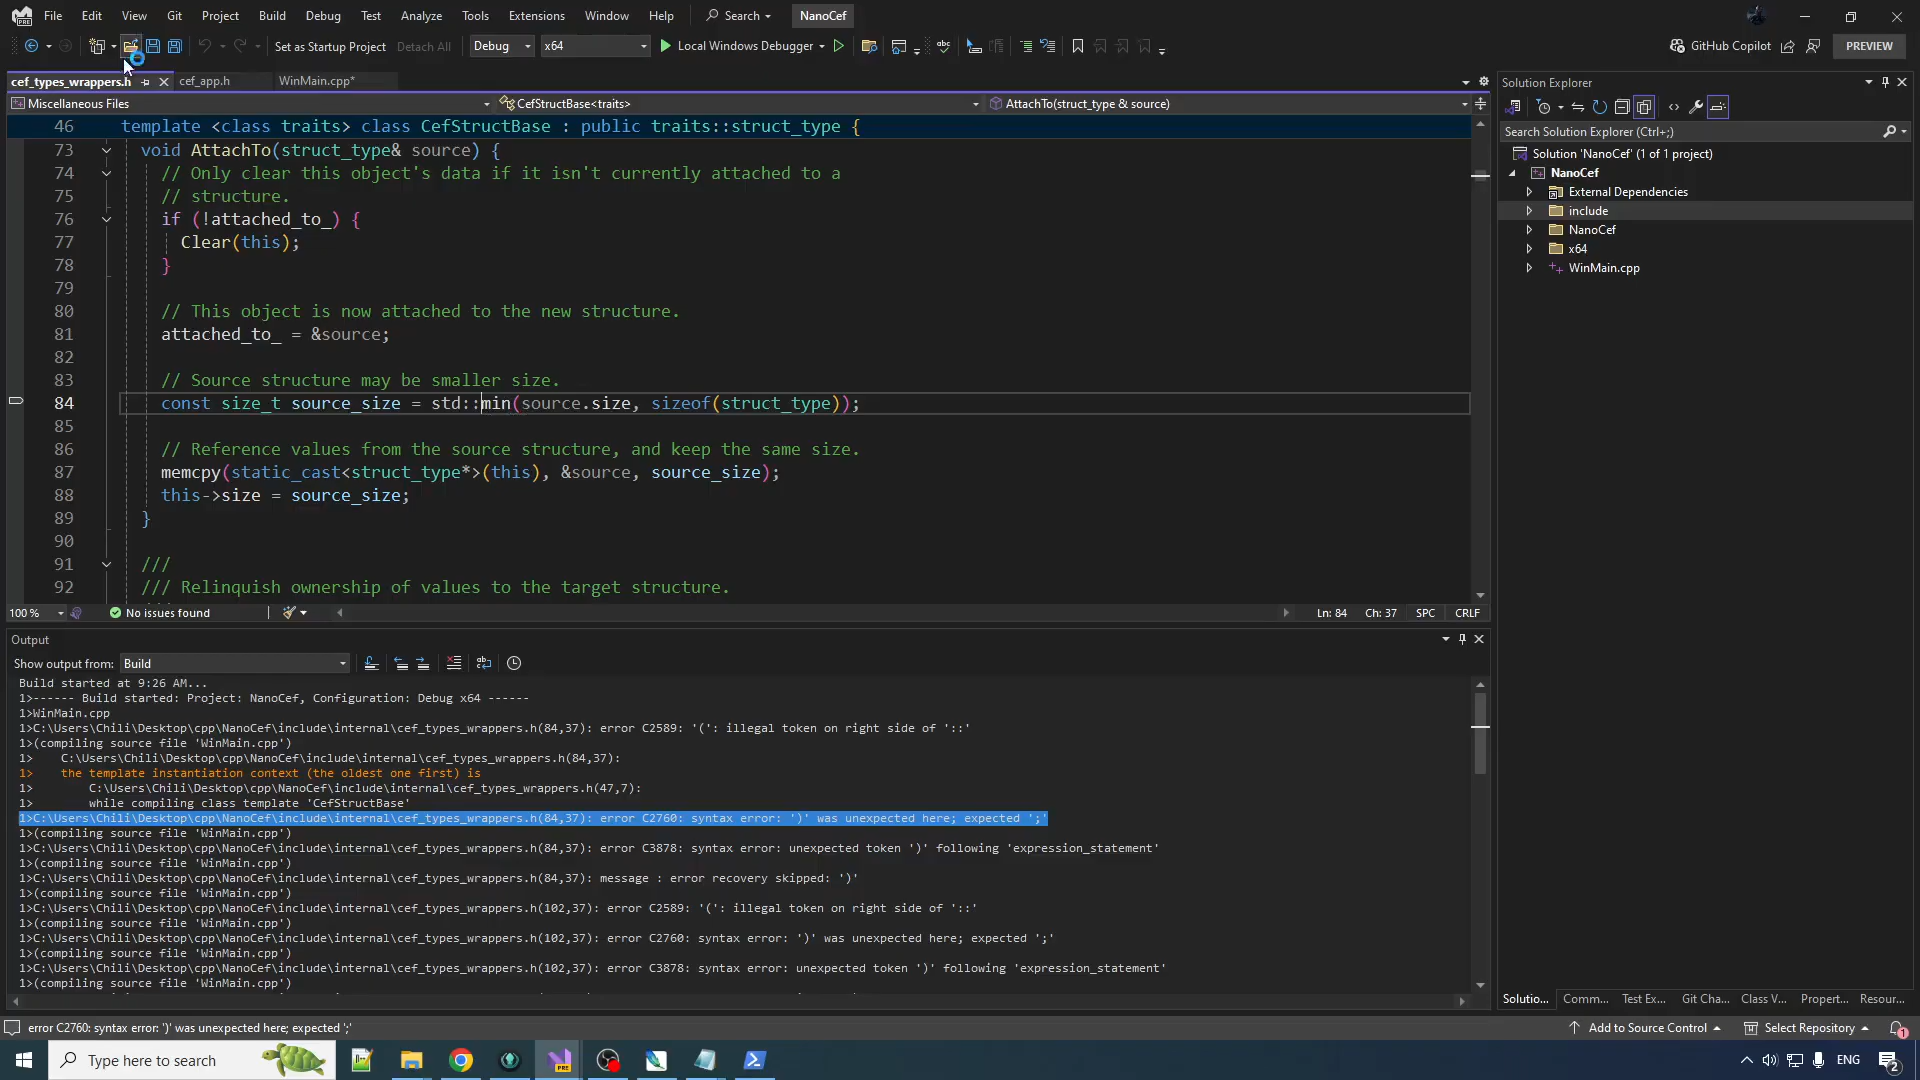 File Edit View Git Project Build Debug Test Analyze Tools Extensions Window Help Search NanoCef
Set as Startup Project Detach All Debug x64 Local Windows Debugger GitHub Copilot PREVIEW
cef_types_wrappers.h cef_app.h WinMain.cpp*
Miscellaneous Files CefStructBase<traits> AttachTo(struct_type & source)
46 template <class traits> class CefStructBase : public traits::struct_type {
73 void AttachTo(struct_type& source) {
74 // Only clear this object's data if it isn't currently attached to a
75 // structure.
76 if (!attached_to_) {
77 Clear(this);
78 }
79
80 // This object is now attached to the new structure.
81 attached_to_ = &source;
82
83 // Source structure may be smaller size.
84 const size_t source_size = std::min(source.size, sizeof(struct_type));
85
86 // Reference values from the source structure, and keep the same size.
87 memcpy(static_cast<struct_type*>(this), &source, source_size);
88 this->size = source_size;
89 }
90
91 ///
92 /// Relinquish ownership of values to the target structure.
100 % No issues found Ln: 84 Ch: 37 SPC CRLF
Output
Show output from: Build
Build started at 9:26 AM...
1>------ Build started: Project: NanoCef, Configuration: Debug x64 ------
1>WinMain.cpp
1>C:\Users\Chili\Desktop\cpp\NanoCef\include\internal\cef_types_wrappers.h(84,37): error C2589: '(': illegal token on right side of '::'
1>(compiling source file 'WinMain.cpp')
1> C:\Users\Chili\Desktop\cpp\NanoCef\include\internal\cef_types_wrappers.h(84,37):
1> the template instantiation context (the oldest one first) is
1> C:\Users\Chili\Desktop\cpp\NanoCef\include\internal\cef_types_wrappers.h(47,7):
1> while compiling class template 'CefStructBase'
1>C:\Users\Chili\Desktop\cpp\NanoCef\include\internal\cef_types_wrappers.h(84,37): error C2760: syntax error: ')' was unexpected here; expected ';'
1>(compiling source file 'WinMain.cpp')
1>C:\Users\Chili\Desktop\cpp\NanoCef\include\internal\cef_types_wrappers.h(84,37): error C3878: syntax error: unexpected token ')' following 'expression_statement'
1>(compiling source file 'WinMain.cpp')
1>C:\Users\Chili\Desktop\cpp\NanoCef\include\internal\cef_types_wrappers.h(84,37): message : error recovery skipped: ')'
1>(compiling source file 'WinMain.cpp')
1>C:\Users\Chili\Desktop\cpp\NanoCef\include\internal\cef_types_wrappers.h(102,37): error C2589: '(': illegal token on right side of '::'
1>(compiling source file 'WinMain.cpp')
1>C:\Users\Chili\Desktop\cpp\NanoCef\include\internal\cef_types_wrappers.h(102,37): error C2760: syntax error: ')' was unexpected here; expected ';'
1>(compiling source file 'WinMain.cpp')
1>C:\Users\Chili\Desktop\cpp\NanoCef\include\internal\cef_types_wrappers.h(102,37): error C3878: syntax error: unexpected token ')' following 'expression_statement'
1>(compiling source file 'WinMain.cpp')
Solution Explorer
Search Solution Explorer (Ctrl+;)
Solution 'NanoCef' (1 of 1 project)
NanoCef
External Dependencies
include
NanoCef
x64
WinMain.cpp
Solutio... Comm... Test Ex... Git Cha... Class V... Propert... Resour...
error C2760: syntax error: ')' was unexpected here; expected ';' Add to Source Control Select Repository 1
Type here to search PRE ENG 2